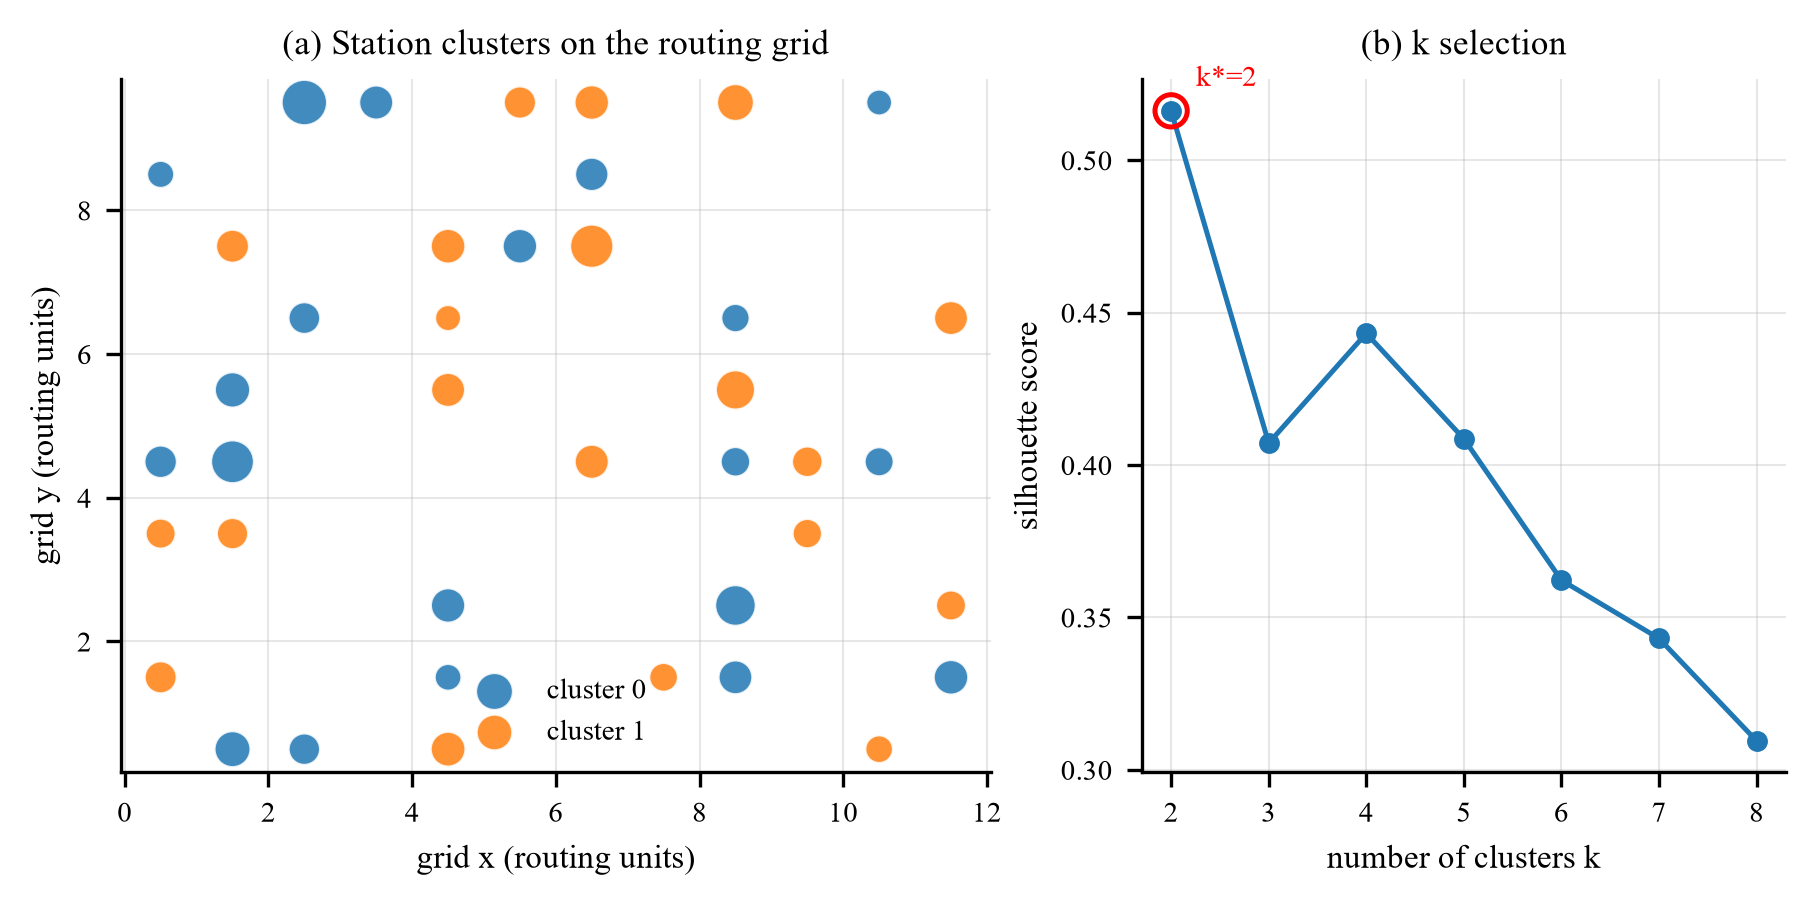 (a) Station clusters on the routing grid
grid y (routing units)
8
6
4
2
0 2 4 6 8 10 12
grid x (routing units)
cluster 0
cluster 1
(b) k selection
k*=2
silhouette score
0.50
0.45
0.40
0.35
0.30
2 3 4 5 6 7 8
number of clusters k